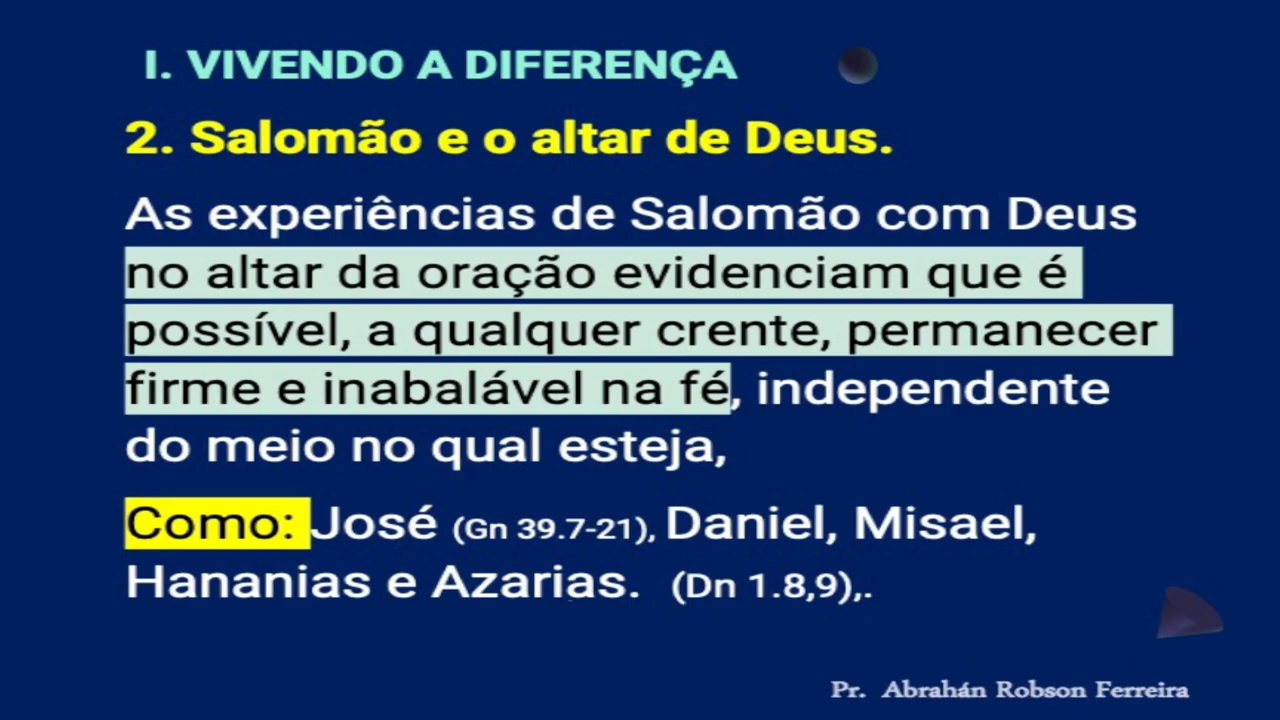 I. VIVENDO A DIFERENÇA
2. Salomão e o altar de Deus.
As experiências de Salomão com Deus
no altar da oração evidenciam que é
possível, a qualquer crente, permanecer
firme e inabalável na fé, independente
do meio no qual esteja,
Como: José (Gn 39.7-21), Daniel, Misael,
Hananias e Azarias. (Dn 1.8,9),.
Pr. Abrahán Robson Ferreira